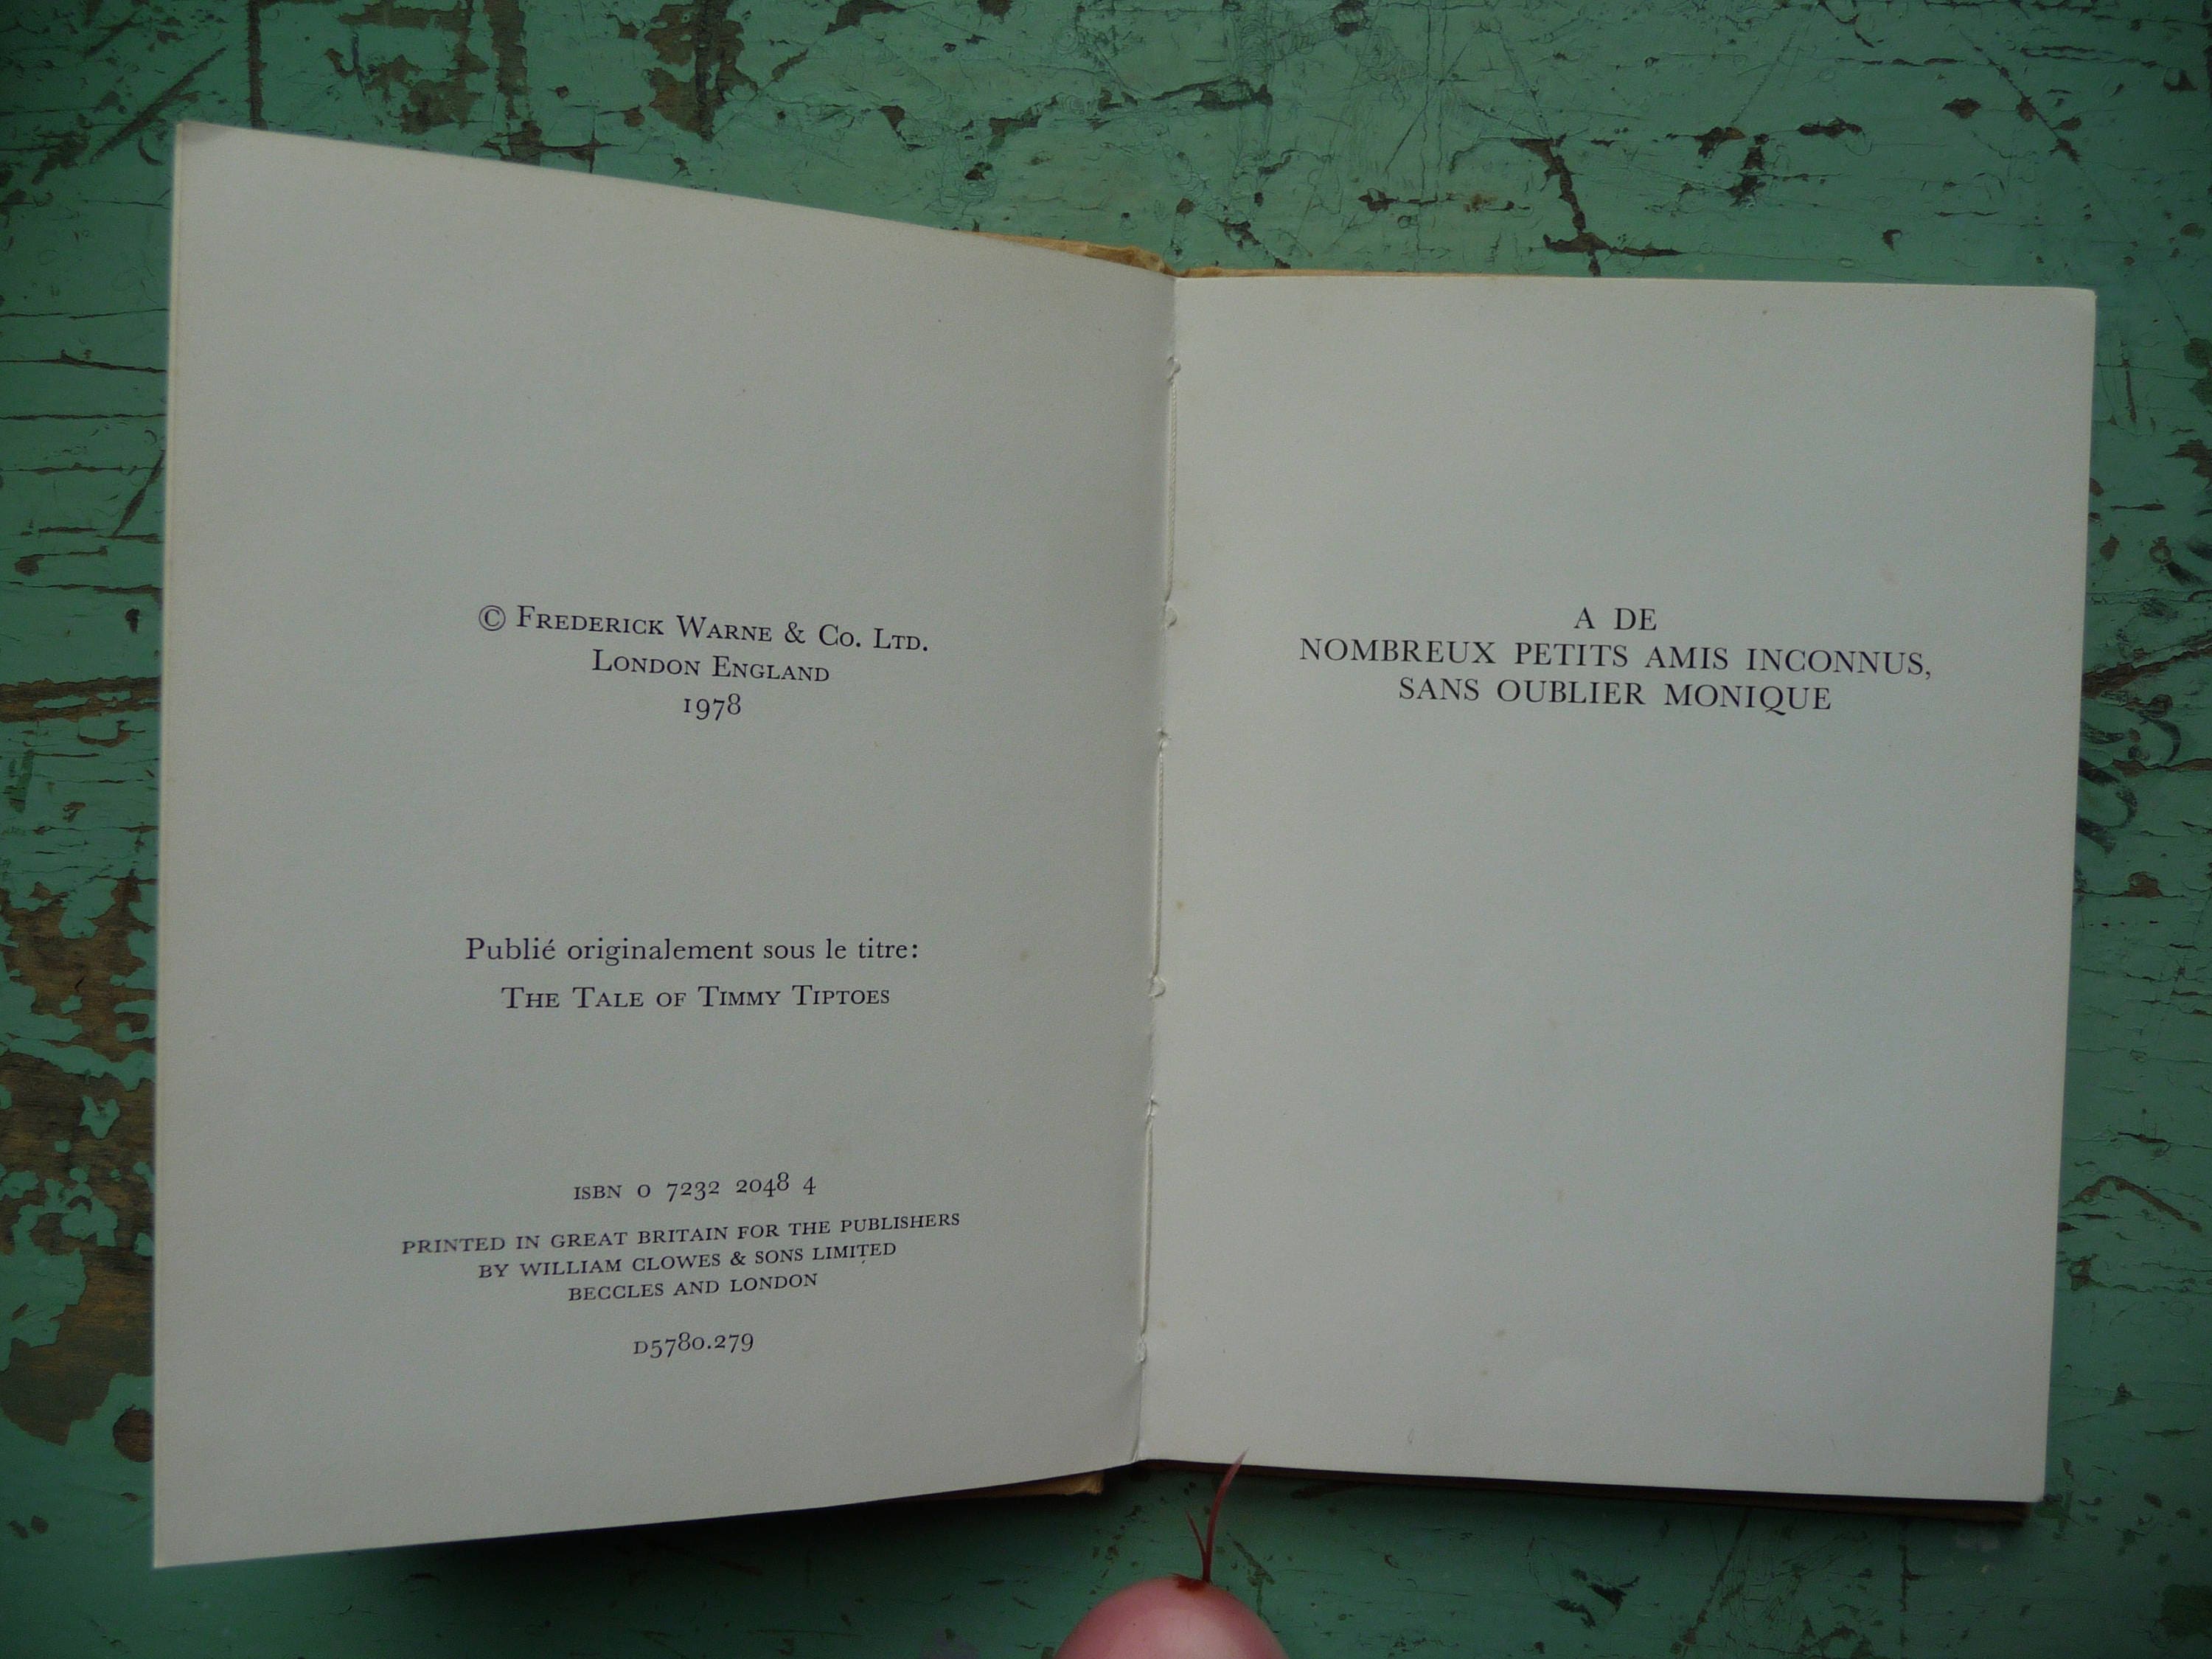 © Frederick Warne & Co. Ltd.
London England
1978
Publié originalement sous le titre:
The Tale of Timmy Tiptoes
ISBN 0 7232 2048 4
PRINTED IN GREAT BRITAIN FOR THE PUBLISHERS
BY WILLIAM CLOWES & SONS LIMITED
BECCLES AND LONDON
D5780.279
A DE
NOMBREUX PETITS AMIS INCONNUS,
SANS OUBLIER MONIQUE